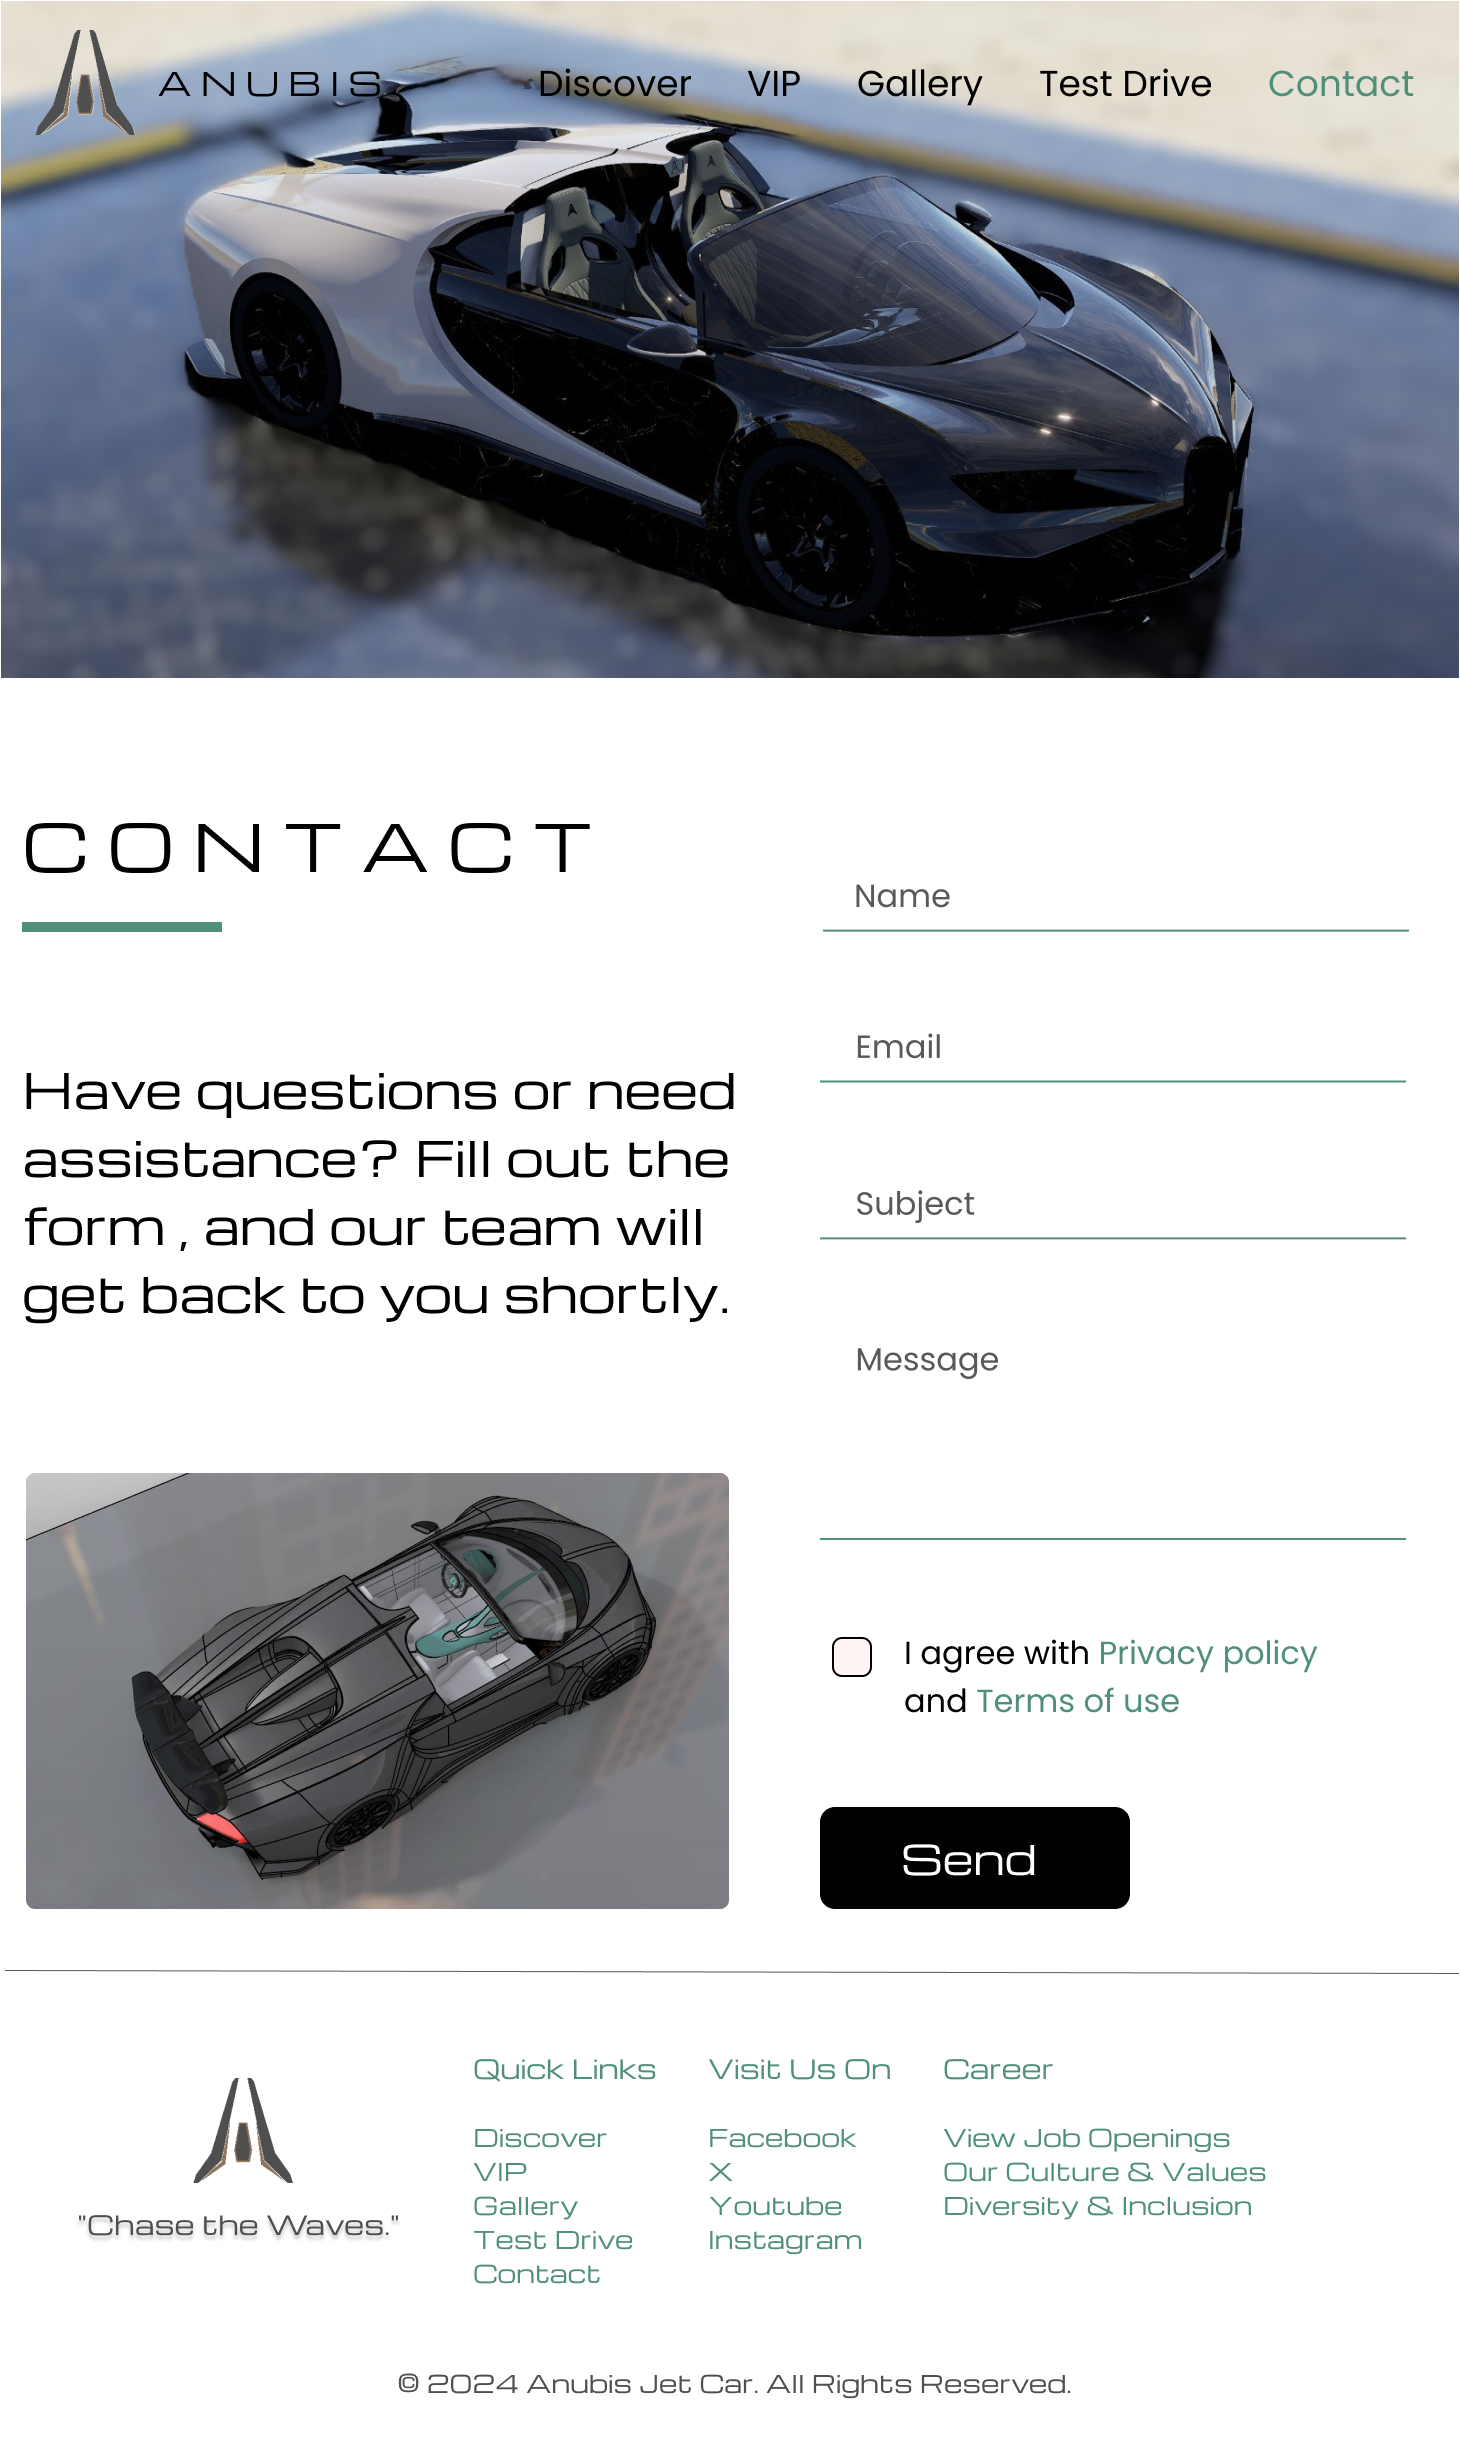 ANUBIS Discover VIP Gallery Test Drive Contact
CONTACT
Have questions or need
assistance? Fill out the
form , and our team will
get back to you shortly.
Name
Email
Subject
Message
I agree with Privacy policy
and Terms of use
Send
"Chase the Waves."
Quick Links
Discover
VIP
Gallery
Test Drive
Contact
Visit Us On
Facebook
X
Youtube
Instagram
Career
View Job Openings
Our Culture & Values
Diversity & Inclusion
© 2024 Anubis Jet Car. All Rights Reserved.